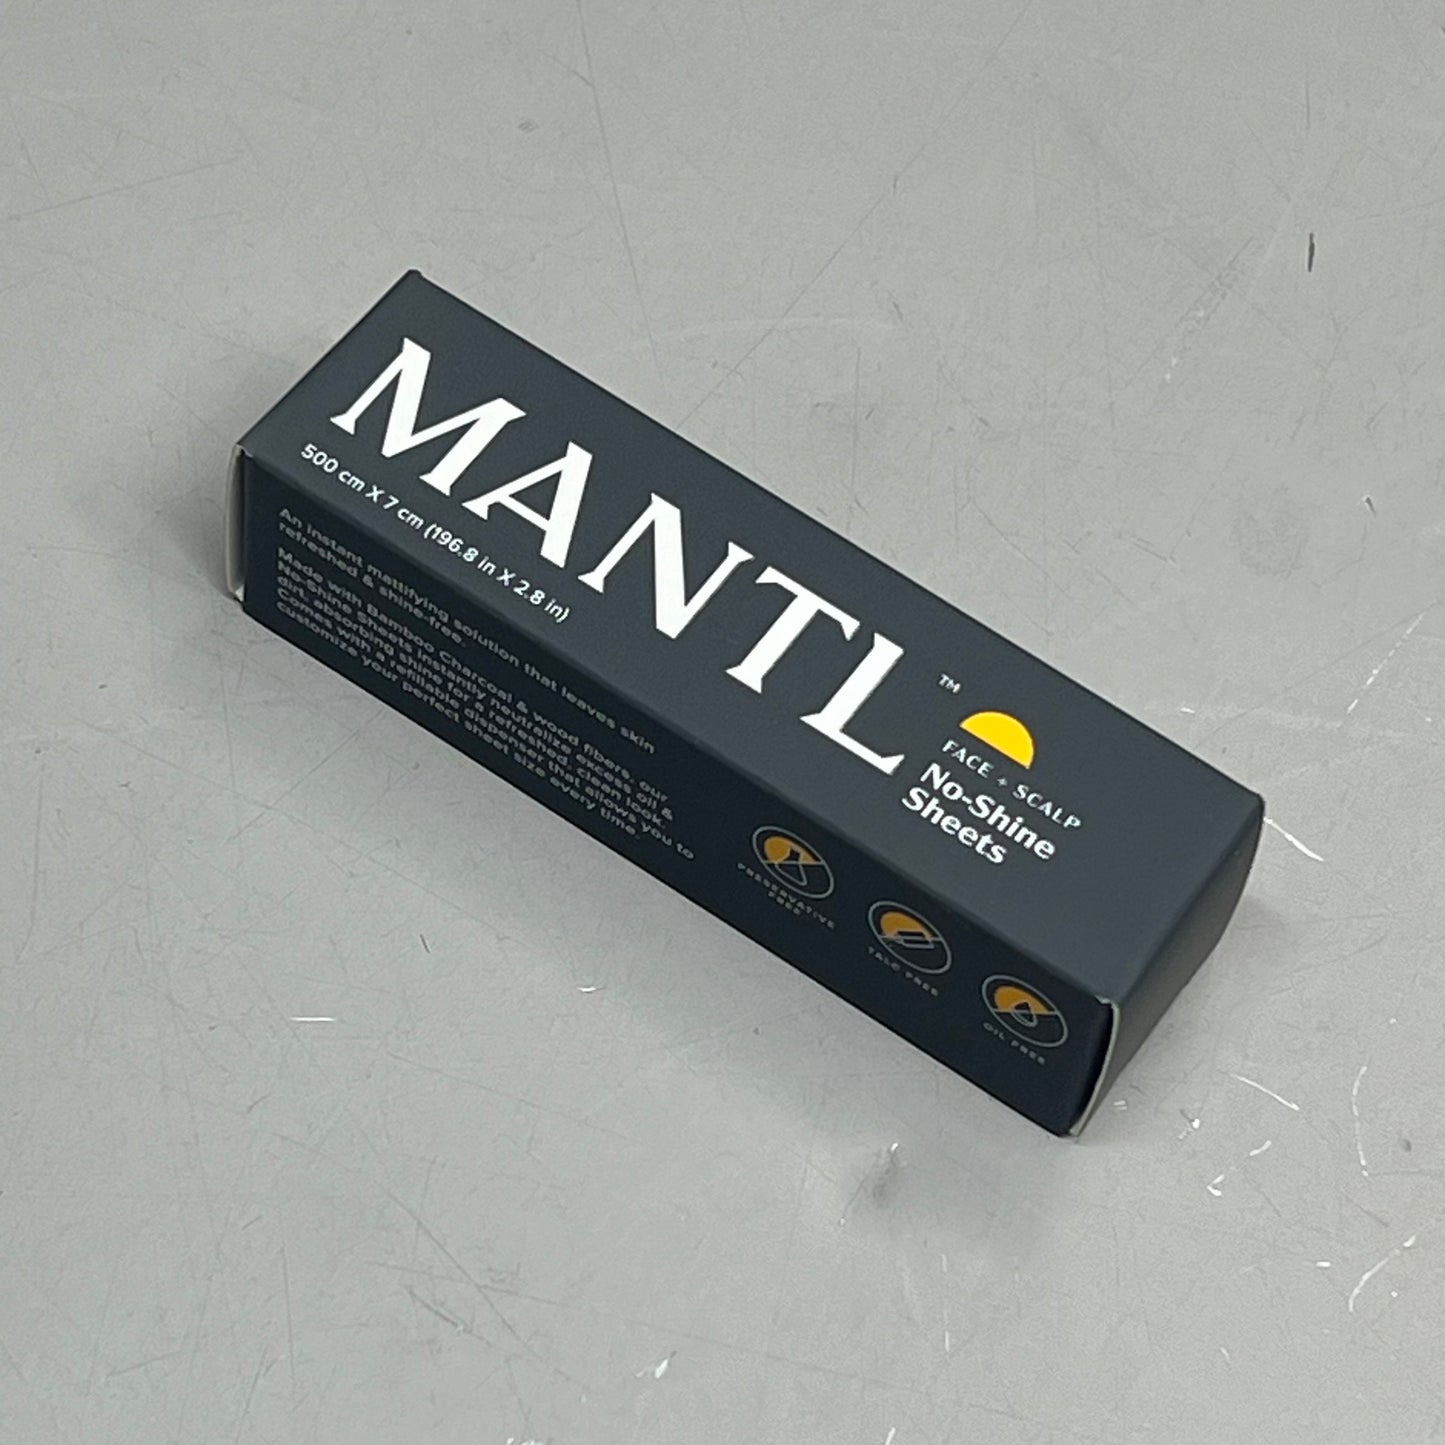 MANTL™
500 cm X 7 cm (196.8 in X 2.8 in)
FACE + SCALP
No-Shine
Sheets
An instant mattifying solution that leaves skin
refreshed & shine-free.
Made with Bamboo Charcoal & wood fibers, our
No-Shine Sheets instantly neutralize excess oil &
dirt, absorbing shine for a refreshed, clean look.
Comes with a refillable dispenser that allows you to
customize your perfect sheet size every time.
PRESERVATIVE
FREE
TALC FREE
OIL FREE